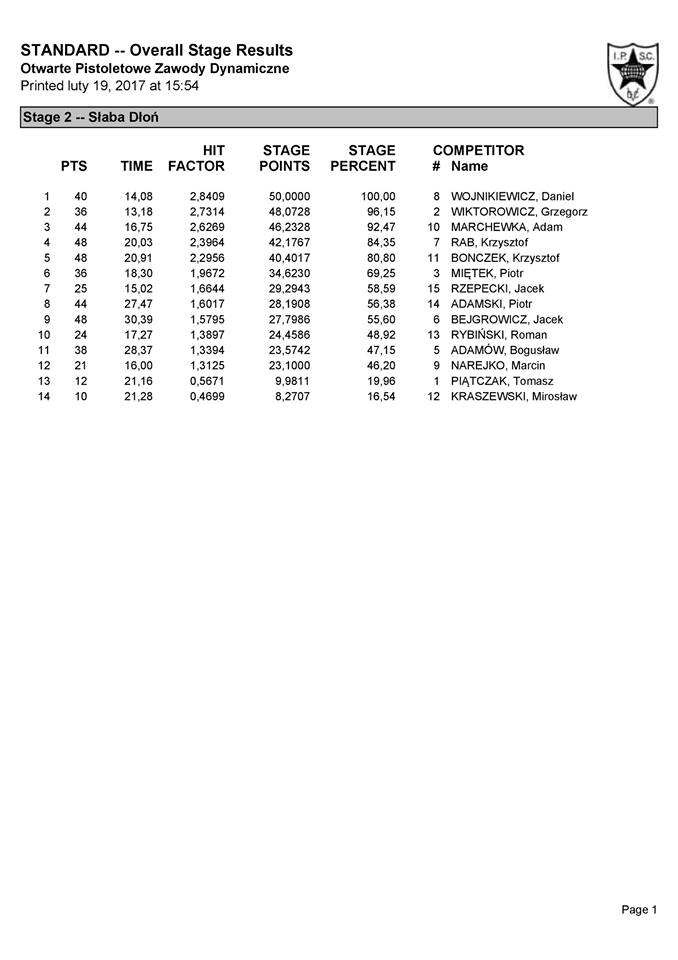 STANDARD -- Overall Stage Results
Otwarte Pistoletowe Zawody Dynamiczne
Printed luty 19, 2017 at 15:54
I.P. S.C.
Stage 2 -- Słaba Dłoń
HIT STAGE STAGE COMPETITOR
PTS TIME FACTOR POINTS PERCENT # Name
1 40 14,08 2,8409 50,0000 100,00 8 WOJNIKIEWICZ, Daniel
2 36 13,18 2,7314 48,0728 96,15 2 WIKTOROWICZ, Grzegorz
3 44 16,75 2,6269 46,2328 92,47 10 MARCHEWKA, Adam
4 48 20,03 2,3964 42,1767 84,35 7 RAB, Krzysztof
5 48 20,91 2,2956 40,4017 80,80 11 BONCZEK, Krzysztof
6 36 18,30 1,9672 34,6230 69,25 3 MIĘTEK, Piotr
7 25 15,02 1,6644 29,2943 58,59 15 RZEPECKI, Jacek
8 44 27,47 1,6017 28,1908 56,38 14 ADAMSKI, Piotr
9 48 30,39 1,5795 27,7986 55,60 6 BEJGROWICZ, Jacek
10 24 17,27 1,3897 24,4586 48,92 13 RYBIŃSKI, Roman
11 38 28,37 1,3394 23,5742 47,15 5 ADAMÓW, Bogusław
12 21 16,00 1,3125 23,1000 46,20 9 NAREJKO, Marcin
13 12 21,16 0,5671 9,9811 19,96 1 PIĄTCZAK, Tomasz
14 10 21,28 0,4699 8,2707 16,54 12 KRASZEWSKI, Mirosław
Page 1